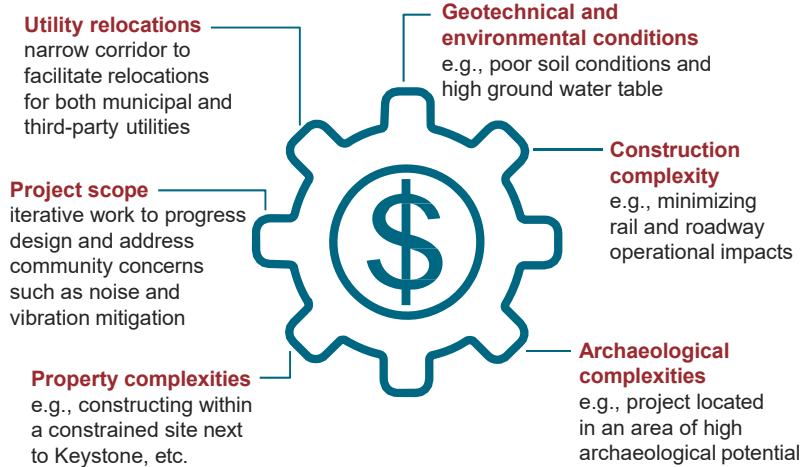 Utility relocations
narrow corridor to
facilitate relocations
for both municipal and
third-party utilities
Geotechnical and
environmental conditions
e.g., poor soil conditions and
high ground water table
Project scope
iterative work to progress
design and address
community concerns
such as noise and
vibration mitigation
$
Construction
complexity
e.g., minimizing
rail and roadway
operational impacts
Property complexities
e.g., constructing within
a constrained site next
to Keystone, etc.
Archaeological
complexities
e.g., project located
in an area of high
archaeological potential